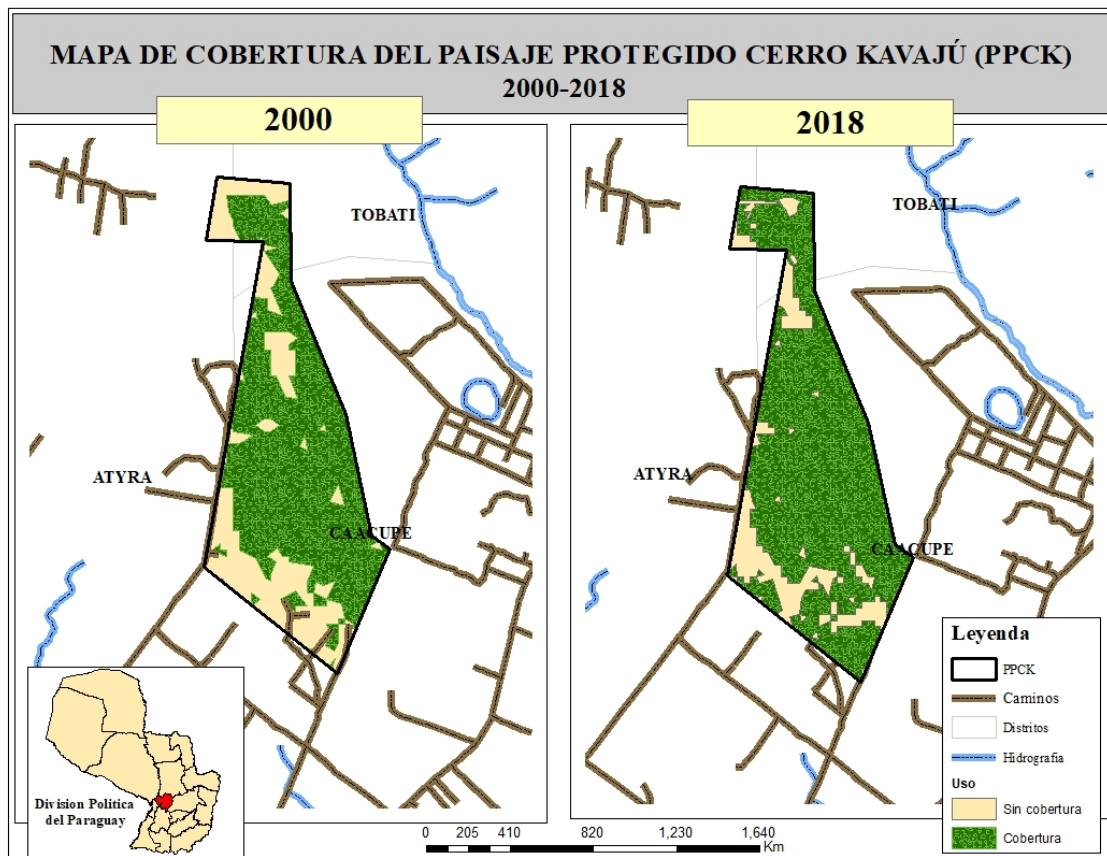 MAPA DE COBERTURA DEL PAISAJE PROTEGIDO CERRO KAVAJÚ (PPCK)
2000-2018
2000
2018
TOBATI
ATYRA
CAACUPE
TOBATI
ATYRA
CAACUPE
Division Politica
del Paraguay
0 205 410 820 1,230 1,640
Km
Leyenda
PPCK
Caminos
Distritos
Hidrografia
Uso
Sin cobertura
Cobertura